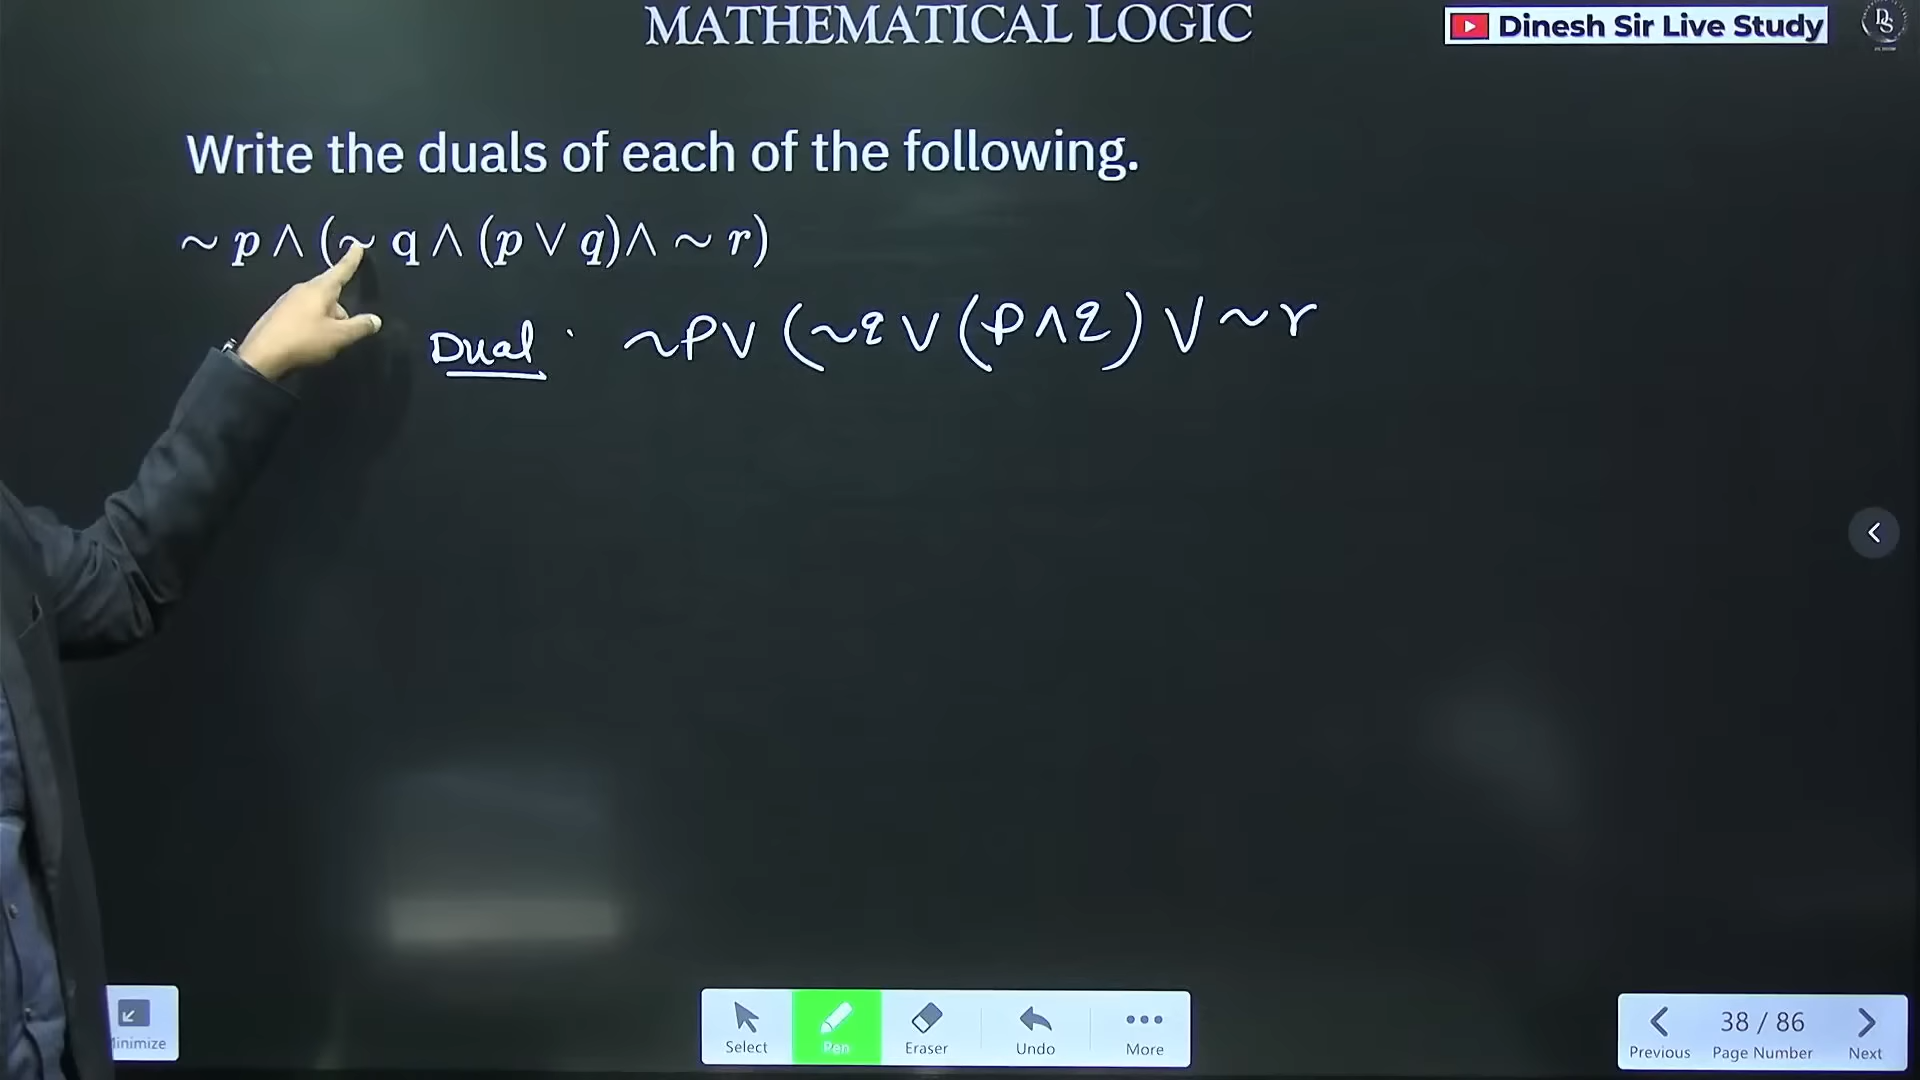 MATHEMATICAL LOGIC
Dinesh Sir Live Study
DS
Write the duals of each of the following.
~ p ∧ (~ q ∧ (p ∨ q)∧ ~ r)
Dual : ~p∨ (~q ∨ (p∧q) ∨ ~r
inimize
Select
Pen
Eraser
Undo
More
38 / 86
Previous
Page Number
Next